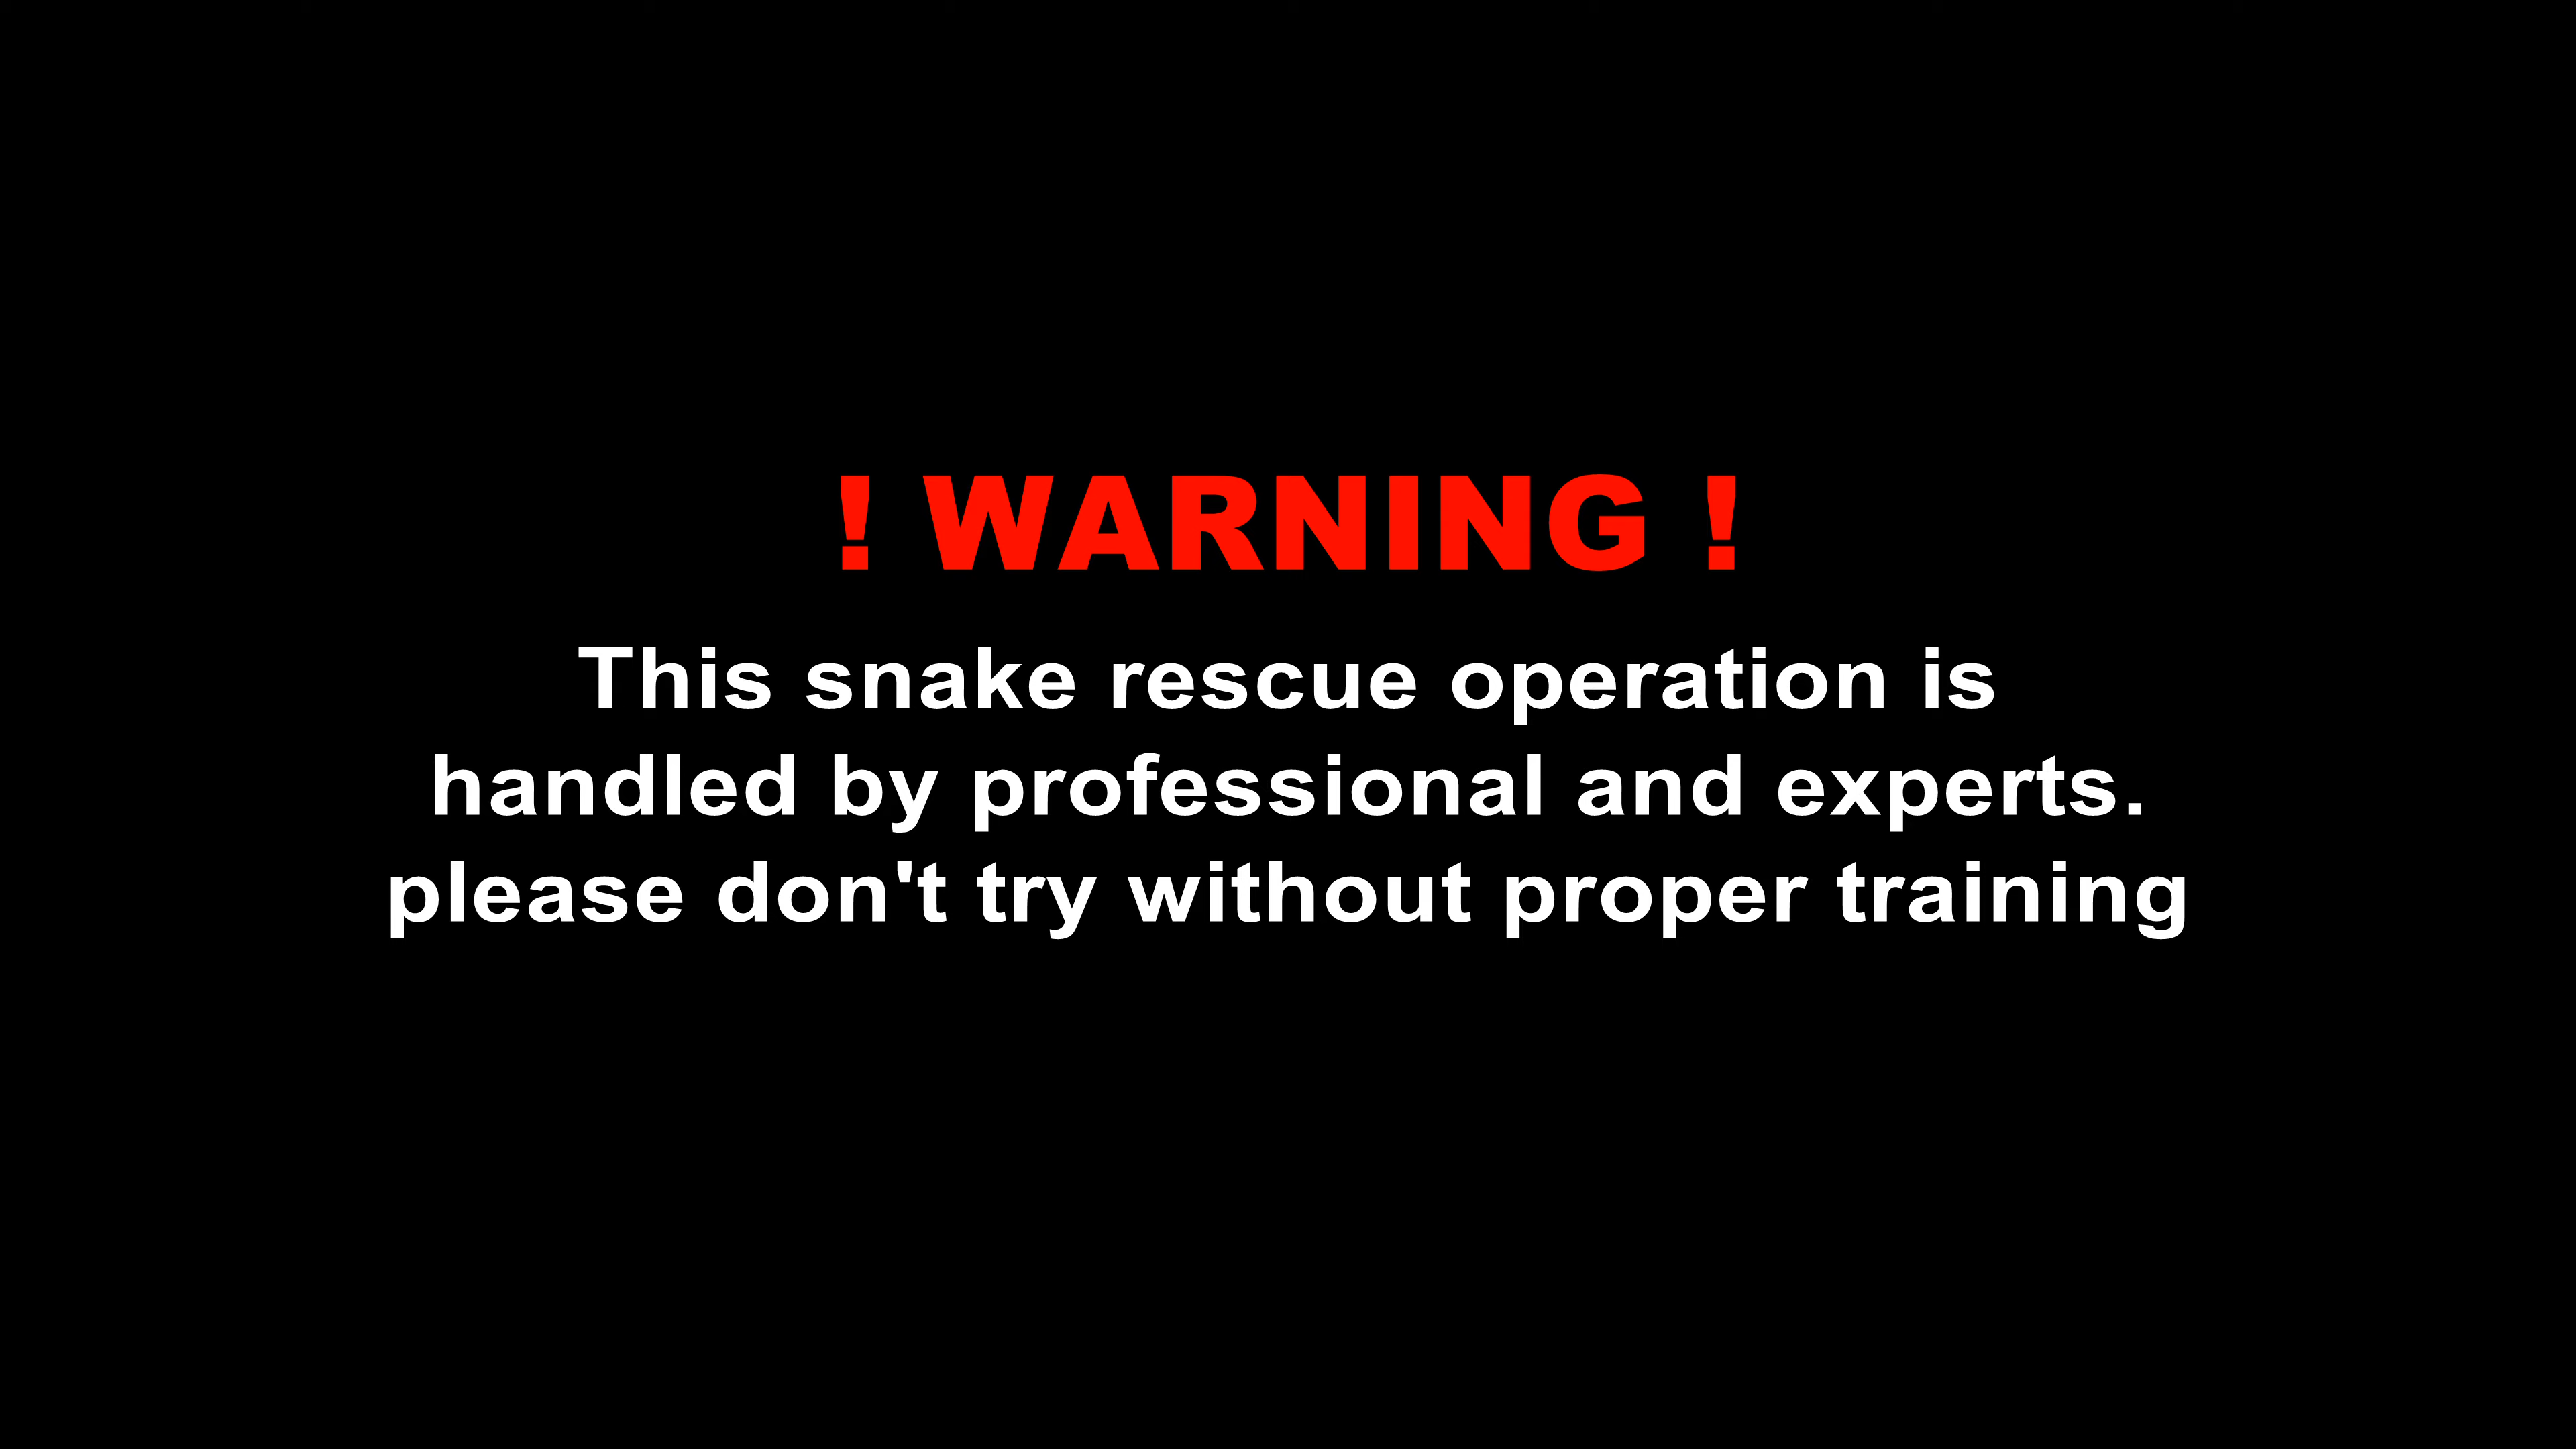 ! WARNING !
This snake rescue operation is
handled by professional and experts.
please don't try without proper training